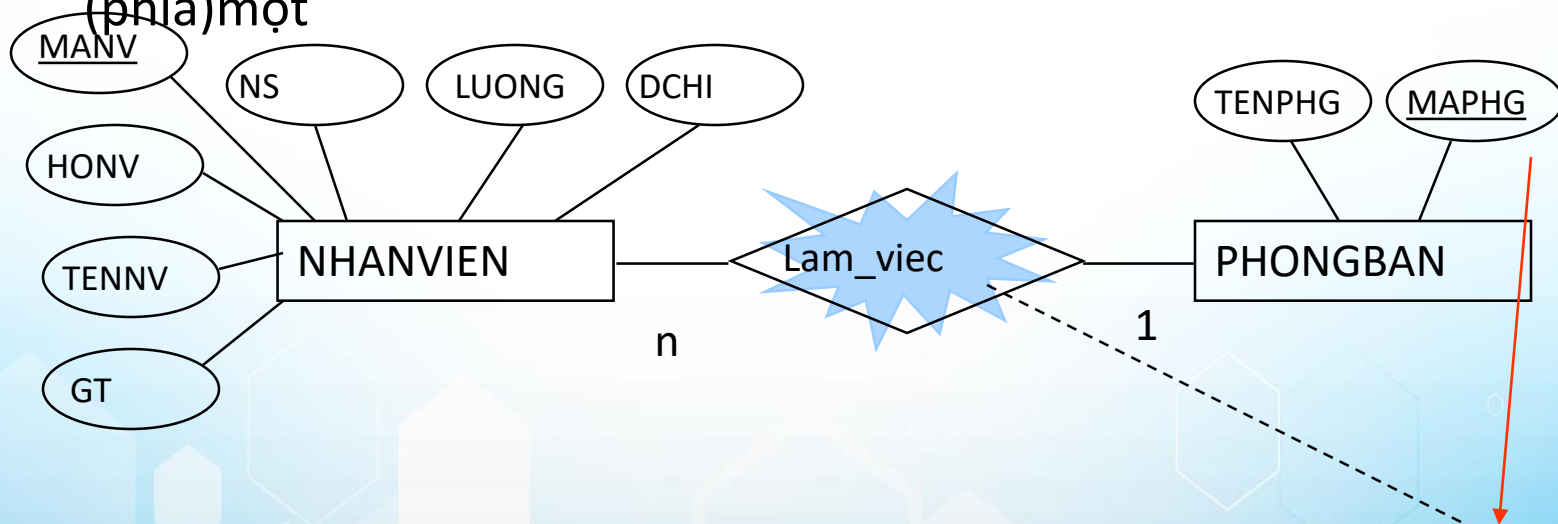 (phía)một
MANV
NS
LUONG
DCHI
TENPHG
MAPHG
HONV
TENNV
NHANVIEN
Lam_viec
PHONGBAN
n
1
GT